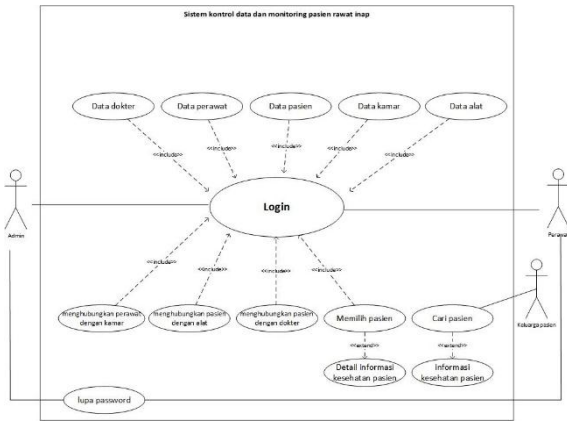 Sistem kontrol data dan monitoring pasien rawat inap
Data dokter
Data perawat
Data pasien
Data kamar
Data alat
<<include>>
<<include>>
<<include>>
<<include>>
<<include>>
Login
Admin
Perawat
<<include>>
<<include>>
<<include>>
<<include>>
Keluarga pasien
menghubungkan perawat
dengan kamar
menghubungkan pasien
dengan alat
menghubungkan pasien
dengan dokter
Memilih pasien
Cari pasien
<<extend>>
<<extend>>
Detail Informasi
kesehatan pasien
Informasi
kesehatan pasien
lupa password